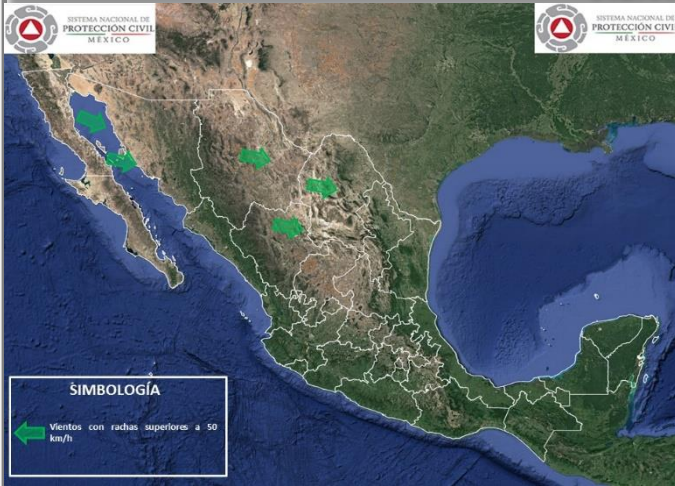 SISTEMA NACIONAL DE
PROTECCIÓN CIVIL
MÉXICO
SISTEMA NACIONAL DE
PROTECCIÓN CIVIL
MÉXICO
SIMBOLOGÍA
Vientos con rachas superiores a 50
km/h